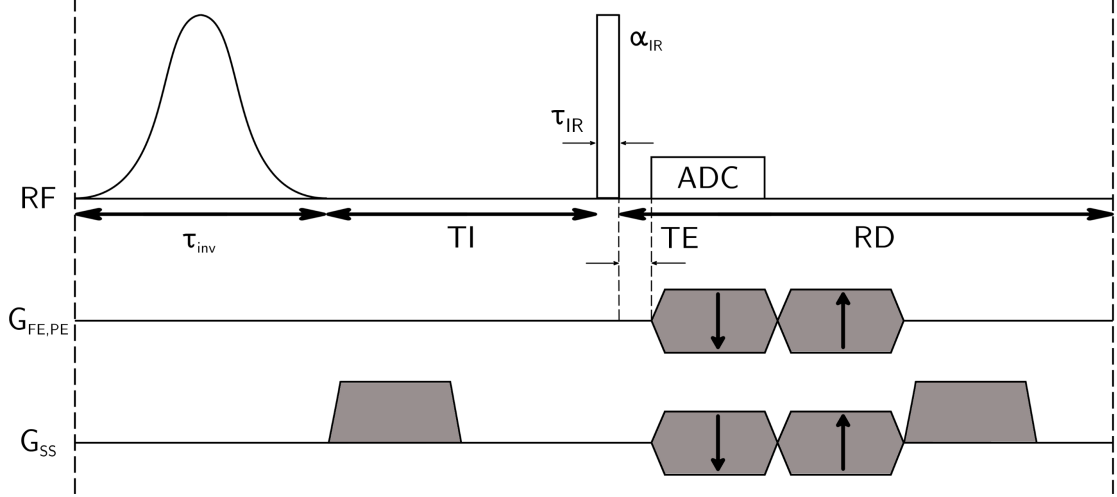 α_IR
τ_IR
ADC
RF
τ_inv
TI
TE
RD
G_FE,PE
G_SS